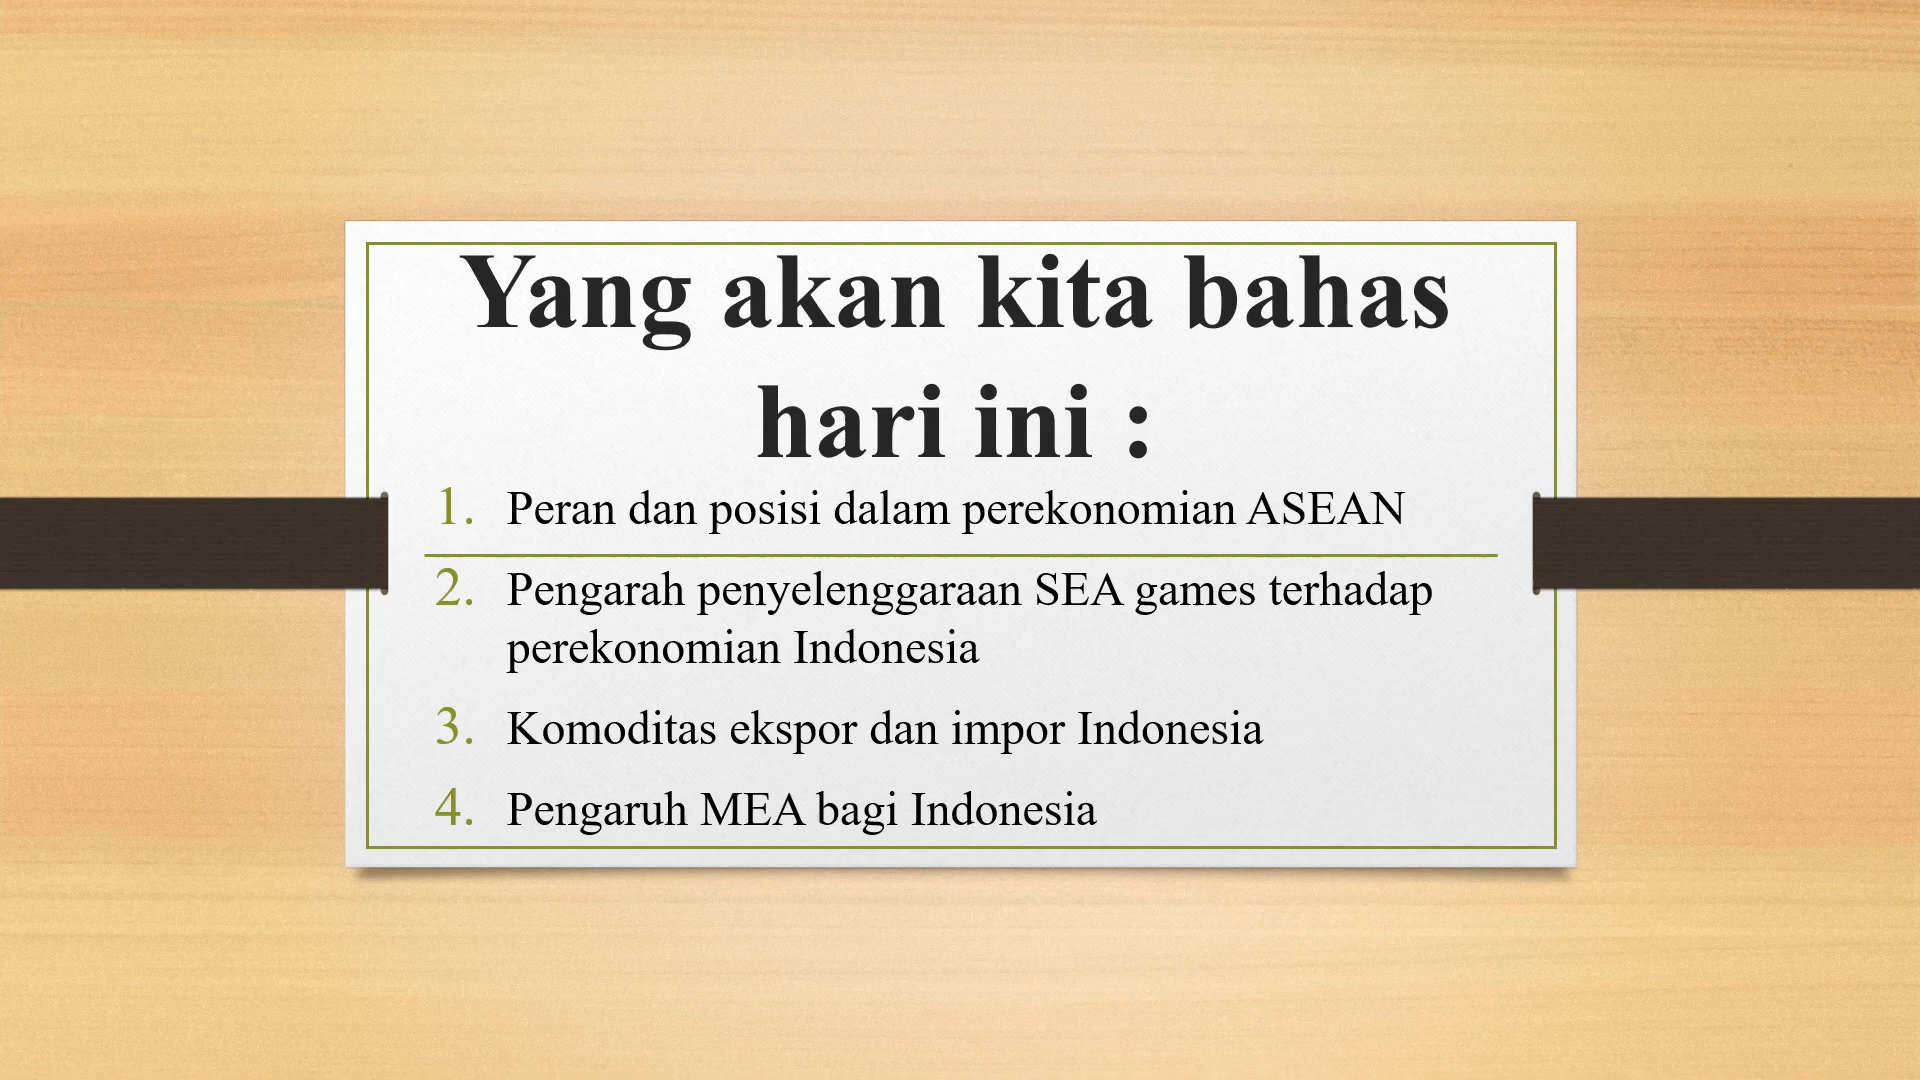 Yang akan kita bahas
hari ini :
1. Peran dan posisi dalam perekonomian ASEAN
2. Pengarah penyelenggaraan SEA games terhadap
perekonomian Indonesia
3. Komoditas ekspor dan impor Indonesia
4. Pengaruh MEA bagi Indonesia